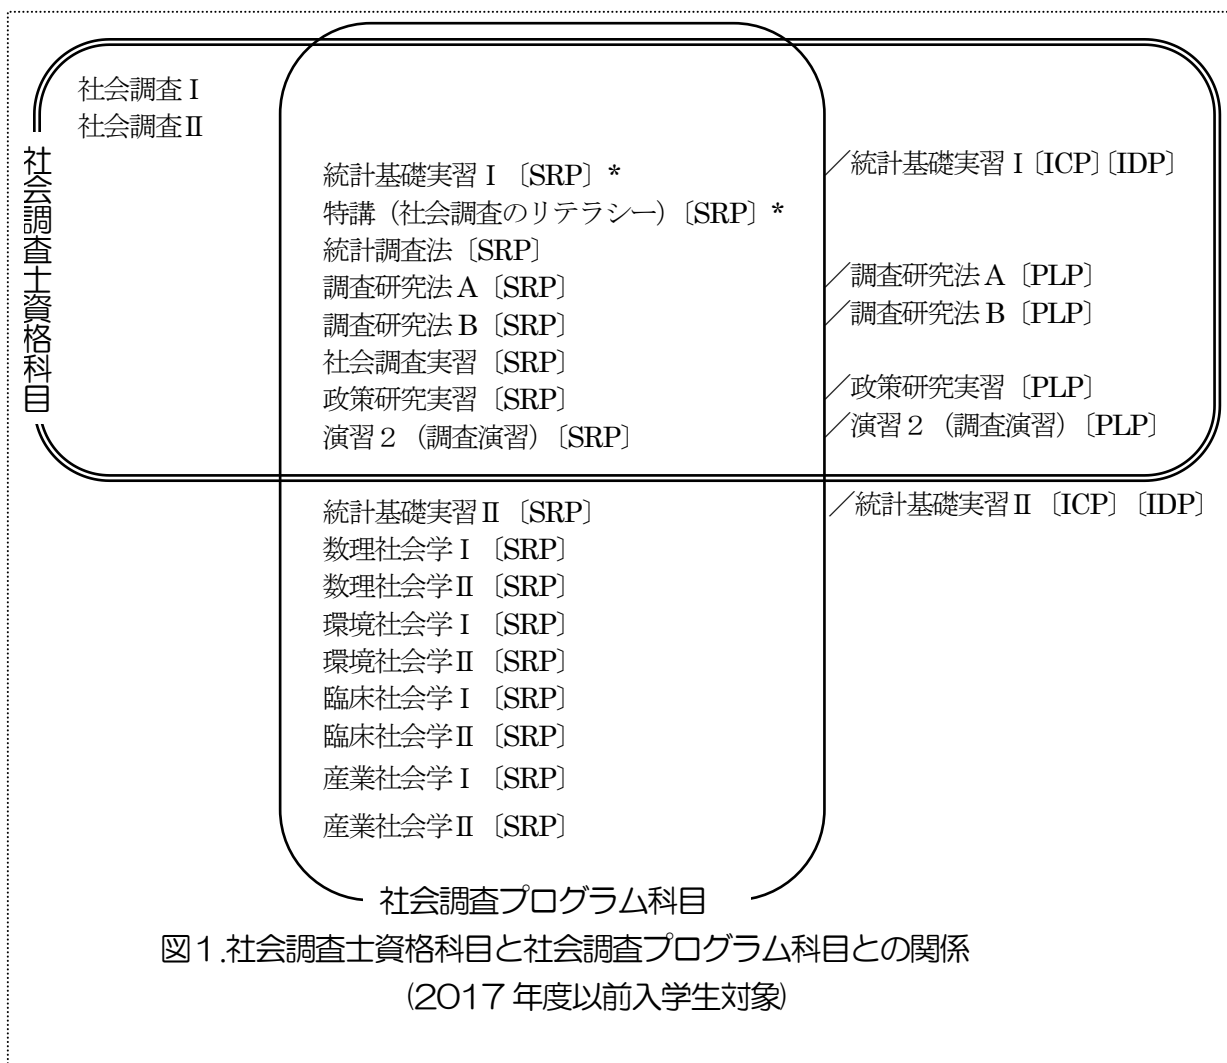 社会調査Ⅰ
社会調査Ⅱ
社会調査士資格科目
統計基礎実習Ⅰ〔SRP〕*
／統計基礎実習Ⅰ〔ICP〕〔IDP〕
特講（社会調査のリテラシー）〔SRP〕*
統計調査法〔SRP〕
調査研究法A〔SRP〕
／調査研究法A〔PLP〕
調査研究法B〔SRP〕
／調査研究法B〔PLP〕
社会調査実習〔SRP〕
政策研究実習〔SRP〕
／政策研究実習〔PLP〕
演習２（調査演習）〔SRP〕
／演習２（調査演習）〔PLP〕
統計基礎実習Ⅱ〔SRP〕
／統計基礎実習Ⅱ〔ICP〕〔IDP〕
数理社会学Ⅰ〔SRP〕
数理社会学Ⅱ〔SRP〕
環境社会学Ⅰ〔SRP〕
環境社会学Ⅱ〔SRP〕
臨床社会学Ⅰ〔SRP〕
臨床社会学Ⅱ〔SRP〕
産業社会学Ⅰ〔SRP〕
産業社会学Ⅱ〔SRP〕
社会調査プログラム科目
図１.社会調査士資格科目と社会調査プログラム科目との関係
(2017年度以前入学生対象)